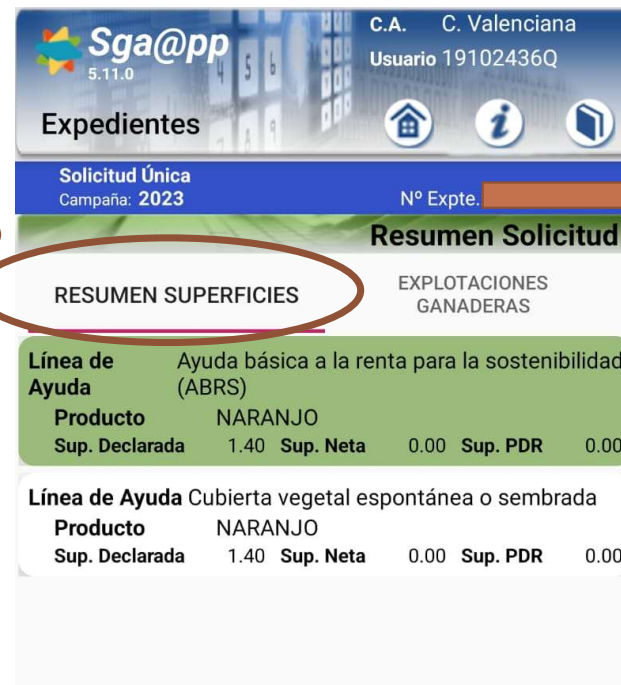 Sga@pp
5.11.0
C.A. C. Valenciana
Usuario 19102436Q
Expedientes
Solicitud Única
Campaña: 2023
Nº Expte.
Resumen Solicitud
RESUMEN SUPERFICIES
EXPLOTACIONES
GANADERAS
Línea de Ayuda básica a la renta para la sostenibilidad
Ayuda (ABRS)
Producto NARANJO
Sup. Declarada 1.40 Sup. Neta 0.00 Sup. PDR 0.00
Línea de Ayuda Cubierta vegetal espontánea o sembrada
Producto NARANJO
Sup. Declarada 1.40 Sup. Neta 0.00 Sup. PDR 0.00